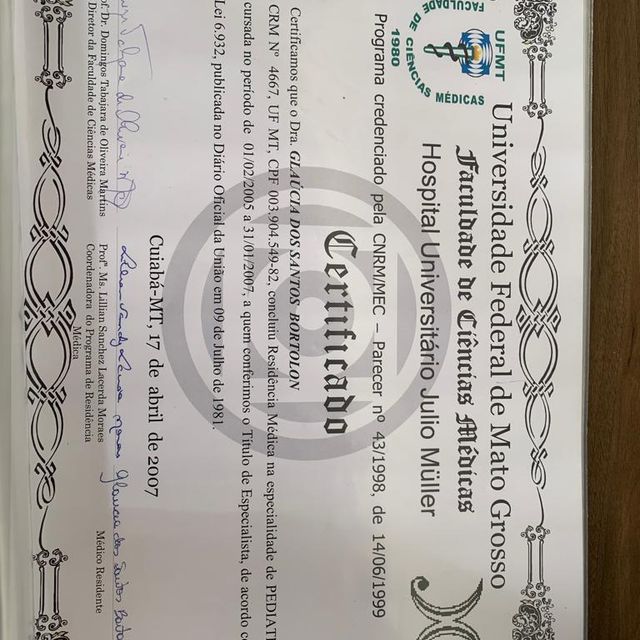 UFMT
FACULDADE
DE CIÊNCIAS MÉDICAS
1980
Universidade Federal de Mato Grosso
Faculdade de Ciências Médicas
Hospital Universitário Julio Müller
Programa credenciado pela CNRM/MEC – Parecer nº 43/1998, de 14/06/1999
Certificado
Certificamos que o Dra. GLAÚCIA DOS SANTOS BORTOLON
CRM Nº 4667, UF MT, CPF 003.904.549-82, concluiu Residência Médica na especialidade de PEDIAT
cursada no período de 01/02/2005 a 31/01/2007, a quem conferimos o Título de Especialista, de acordo c
Lei 6.932, publicada no Diário Oficial da União em 09 de Julho de 1981.
Cuiabá-MT, 17 de abril de 2007
Prof. Dr. Domingos Tabajara de Oliveira Martins
Diretor da Faculdade de Ciências Médicas
Profª. Ms. Lillian Sanchez Lacerda Moraes
Coordenadora do Programa de Residência
Médica
Glaucia dos Santos
Médico Residente